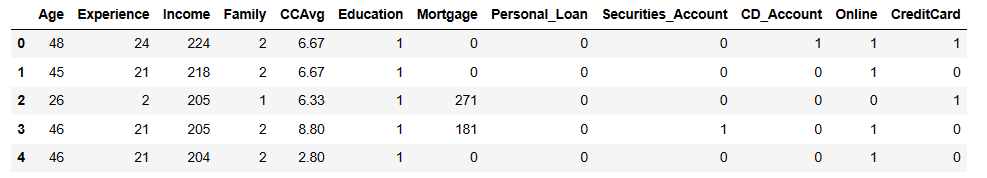 Age Experience Income Family CCAvg Education Mortgage Personal_Loan Securities_Account CD_Account Online CreditCard
0 48 24 224 2 6.67 1 0 0 0 1 1 1
1 45 21 218 2 6.67 1 0 0 0 0 1 0
2 26 2 205 1 6.33 1 271 0 0 0 0 1
3 46 21 205 2 8.80 1 181 0 1 0 1 0
4 46 21 204 2 2.80 1 0 0 0 0 1 0